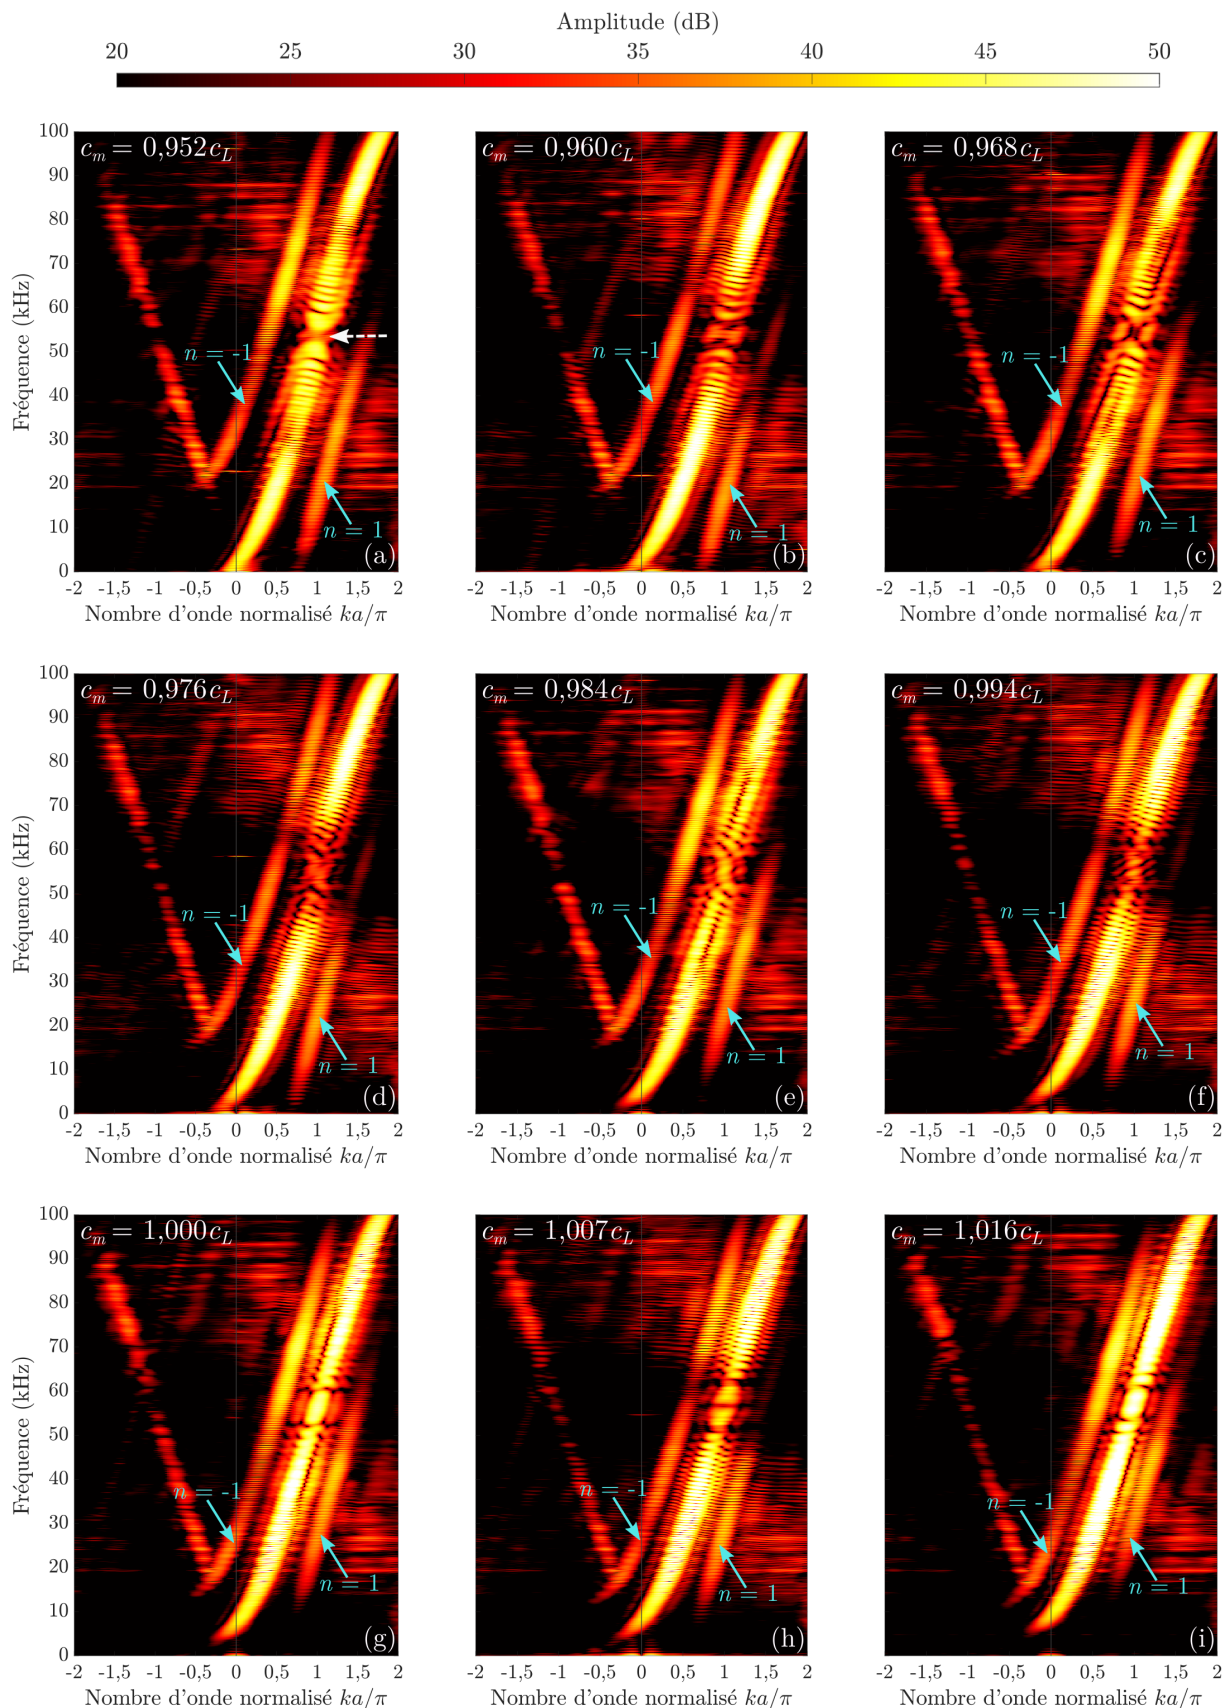 Amplitude (dB)
20 25 30 35 40 45 50
Fréquence (kHz)
100
90
80
70
60
50
40
30
20
10
0
c_m = 0,952c_L
n = -1
n = 1
(a)
-2 -1,5 -1 -0,5 0 0,5 1 1,5 2
Nombre d'onde normalisé ka/π
c_m = 0,960c_L
n = -1
n = 1
(b)
-2 -1,5 -1 -0,5 0 0,5 1 1,5 2
Nombre d'onde normalisé ka/π
c_m = 0,968c_L
n = -1
n = 1
(c)
-2 -1,5 -1 -0,5 0 0,5 1 1,5 2
Nombre d'onde normalisé ka/π
Fréquence (kHz)
100
90
80
70
60
50
40
30
20
10
0
c_m = 0,976c_L
n = -1
n = 1
(d)
-2 -1,5 -1 -0,5 0 0,5 1 1,5 2
Nombre d'onde normalisé ka/π
c_m = 0,984c_L
n = -1
n = 1
(e)
-2 -1,5 -1 -0,5 0 0,5 1 1,5 2
Nombre d'onde normalisé ka/π
c_m = 0,994c_L
n = -1
n = 1
(f)
-2 -1,5 -1 -0,5 0 0,5 1 1,5 2
Nombre d'onde normalisé ka/π
Fréquence (kHz)
100
90
80
70
60
50
40
30
20
10
0
c_m = 1,000c_L
n = -1
n = 1
(g)
-2 -1,5 -1 -0,5 0 0,5 1 1,5 2
Nombre d'onde normalisé ka/π
c_m = 1,007c_L
n = -1
n = 1
(h)
-2 -1,5 -1 -0,5 0 0,5 1 1,5 2
Nombre d'onde normalisé ka/π
c_m = 1,016c_L
n = -1
n = 1
(i)
-2 -1,5 -1 -0,5 0 0,5 1 1,5 2
Nombre d'onde normalisé ka/π